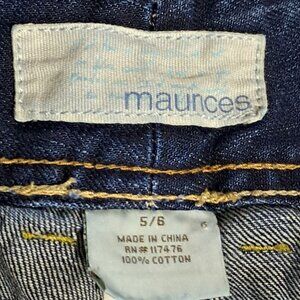 maurices
5/6
MADE IN CHINA
RN# 117476
100% COTTON